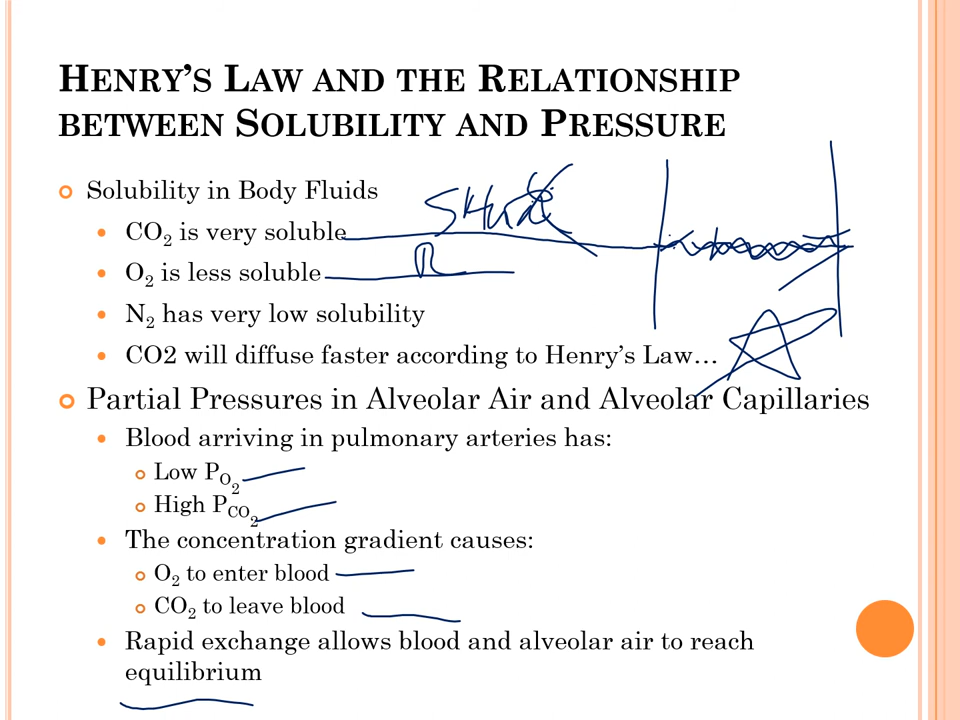 HENRY'S LAW AND THE RELATIONSHIP
BETWEEN SOLUBILITY AND PRESSURE
Solubility in Body Fluids
CO₂ is very soluble
O₂ is less soluble
N₂ has very low solubility
CO2 will diffuse faster according to Henry's Law…
Partial Pressures in Alveolar Air and Alveolar Capillaries
Blood arriving in pulmonary arteries has:
Low P_O₂
High P_CO₂
The concentration gradient causes:
O₂ to enter blood
CO₂ to leave blood
Rapid exchange allows blood and alveolar air to reach
equilibrium